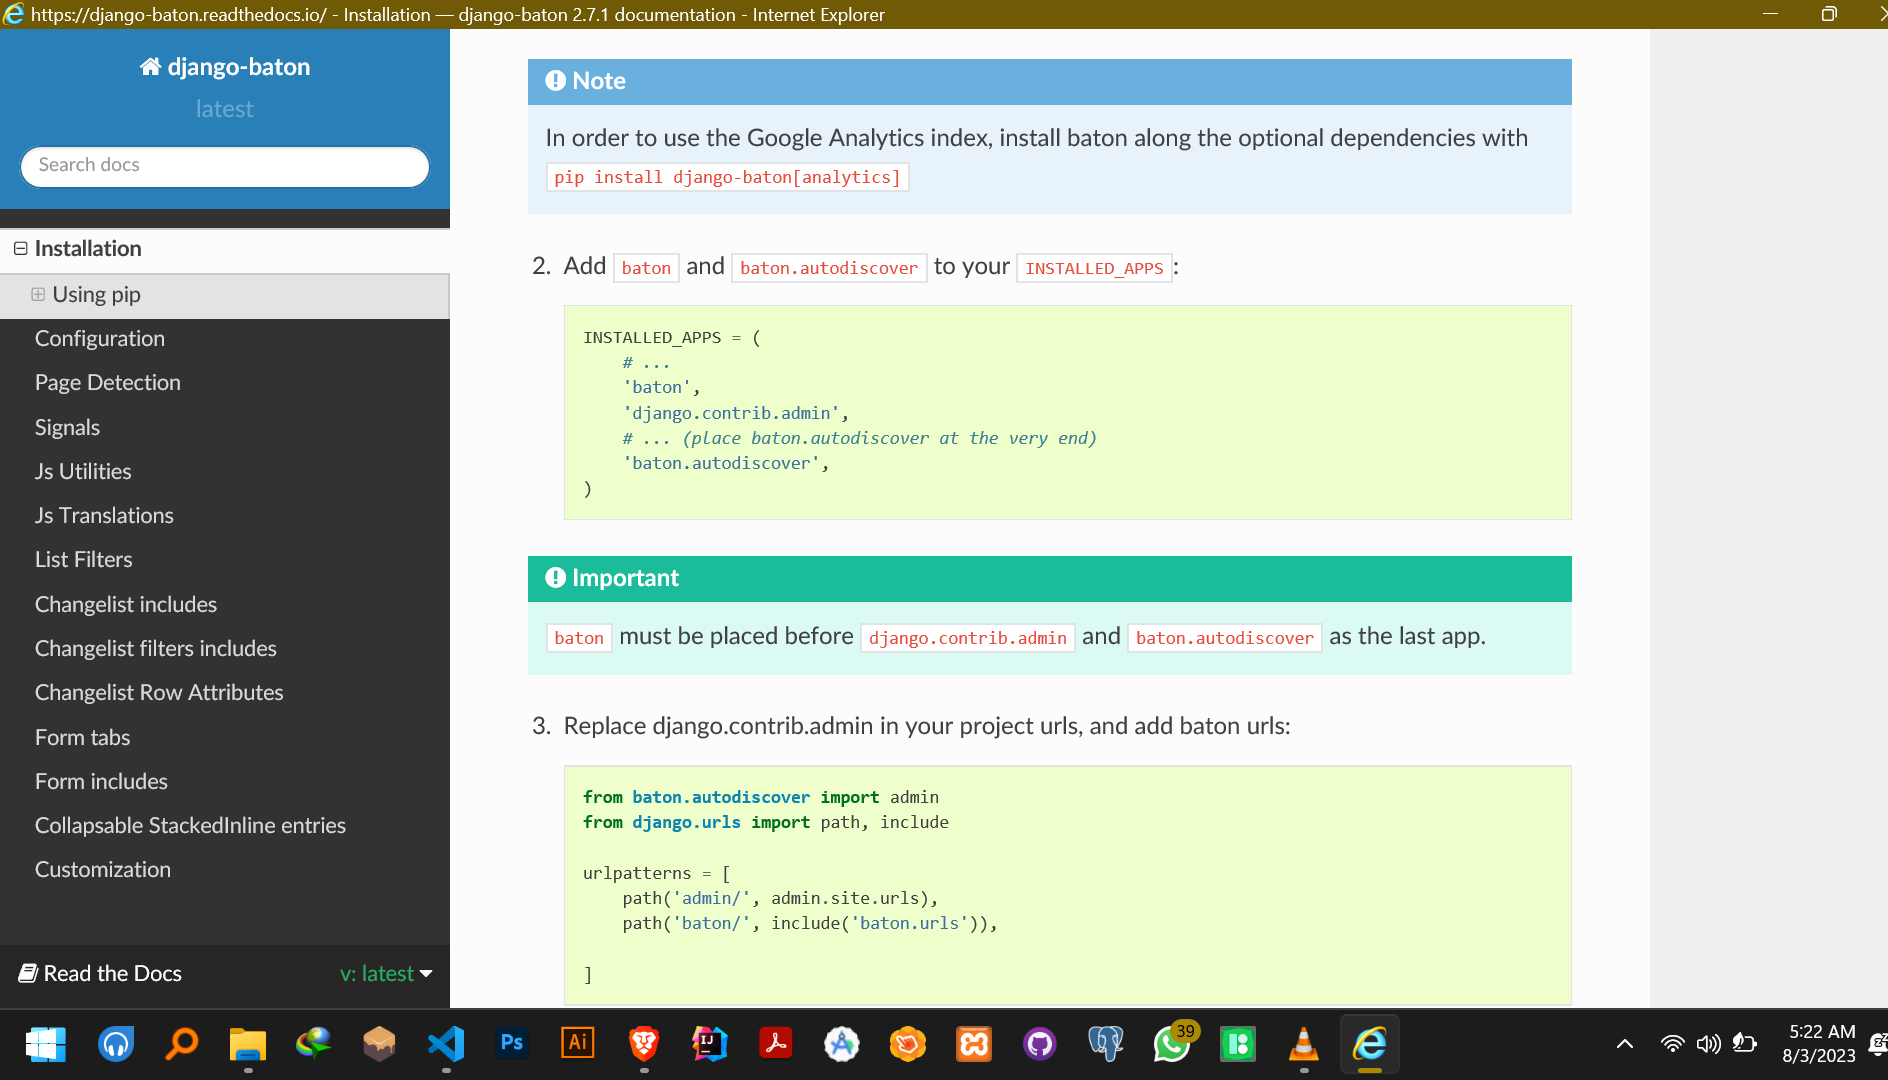 https://django-baton.readthedocs.io/ - Installation — django-baton 2.7.1 documentation - Internet Explorer
django-baton
latest
Search docs
Installation
Using pip
Configuration
Page Detection
Signals
Js Utilities
Js Translations
List Filters
Changelist includes
Changelist filters includes
Changelist Row Attributes
Form tabs
Form includes
Collapsable StackedInline entries
Customization
Read the Docs
v: latest
Note
In order to use the Google Analytics index, install baton along the optional dependencies with
pip install django-baton[analytics]
2. Add baton and baton.autodiscover to your INSTALLED_APPS:
INSTALLED_APPS = (
    # ...
    'baton',
    'django.contrib.admin',
    # ... (place baton.autodiscover at the very end)
    'baton.autodiscover',
)
Important
baton must be placed before django.contrib.admin and baton.autodiscover as the last app.
3. Replace django.contrib.admin in your project urls, and add baton urls:
from baton.autodiscover import admin
from django.urls import path, include
urlpatterns = [
    path('admin/', admin.site.urls),
    path('baton/', include('baton.urls')),
]
Ps
Ai
IJ
39
5:22 AM
8/3/2023